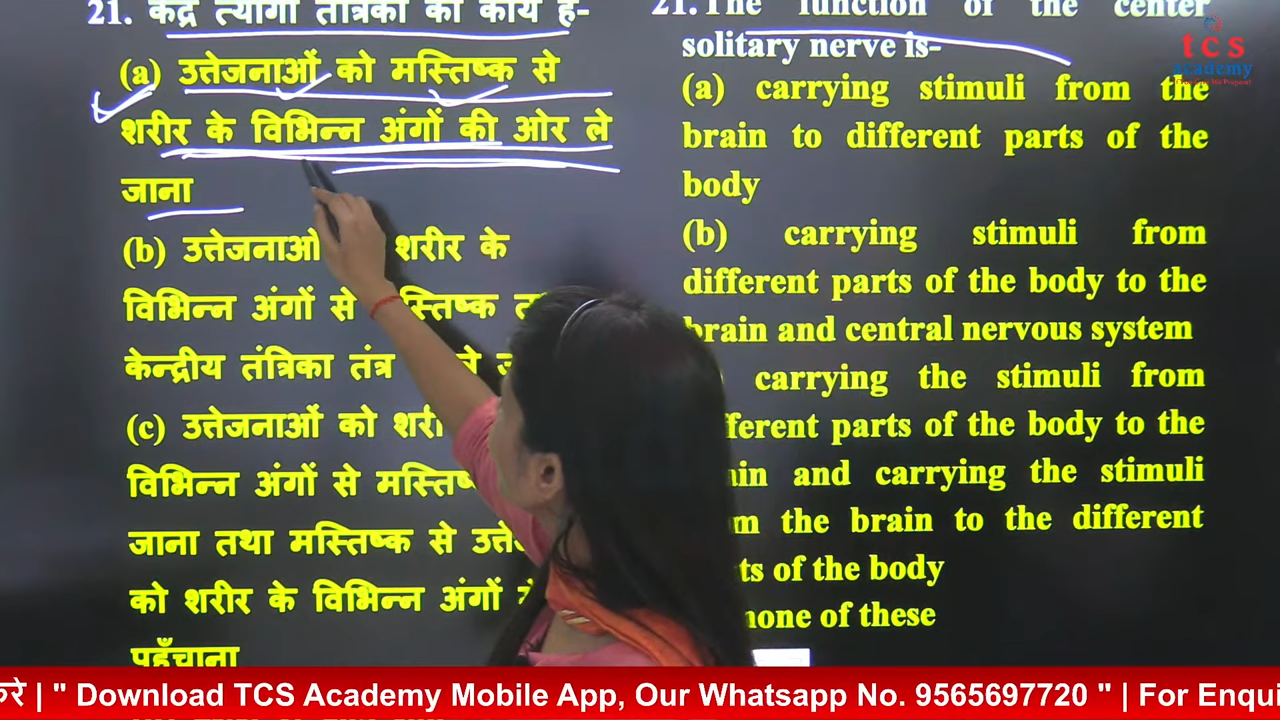 21. केंद्र त्यागी तंत्रिका का कार्य है-
(a) उत्तेजनाओं को मस्तिष्क से
शरीर के विभिन्न अंगों की ओर ले
जाना
(b) उत्तेजनाओं शरीर के
विभिन्न अंगों से मस्तिष्क
केन्द्रीय तंत्रिका तंत्र
(c) उत्तेजनाओं को
विभिन्न अंगों से
जाना तथा मस्तिष्क से
को शरीर के विभिन्न अंगों
पहुँचाना
21. The function of the center
solitary nerve is-
(a) carrying stimuli from the
brain to different parts of the
body
(b) carrying stimuli from
different parts of the body to the
brain and central nervous system
carrying the stimuli from
parts of the body to the
and carrying the stimuli
the brain to the different
of the body
none of these
tcs
academy
" Download TCS Academy Mobile App, Our Whatsapp No. 9565697720 " | For